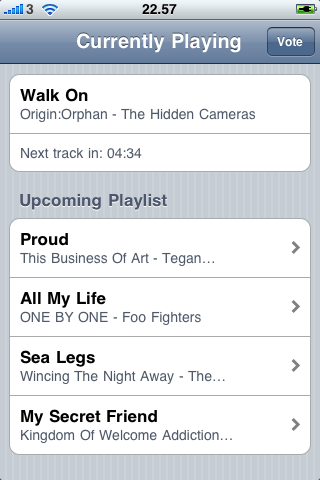 3 22.57
Currently Playing Vote
Walk On
Origin:Orphan - The Hidden Cameras
Next track in: 04:34
Upcoming Playlist
Proud
This Business Of Art - Tegan...
All My Life
ONE BY ONE - Foo Fighters
Sea Legs
Wincing The Night Away - The...
My Secret Friend
Kingdom Of Welcome Addiction...